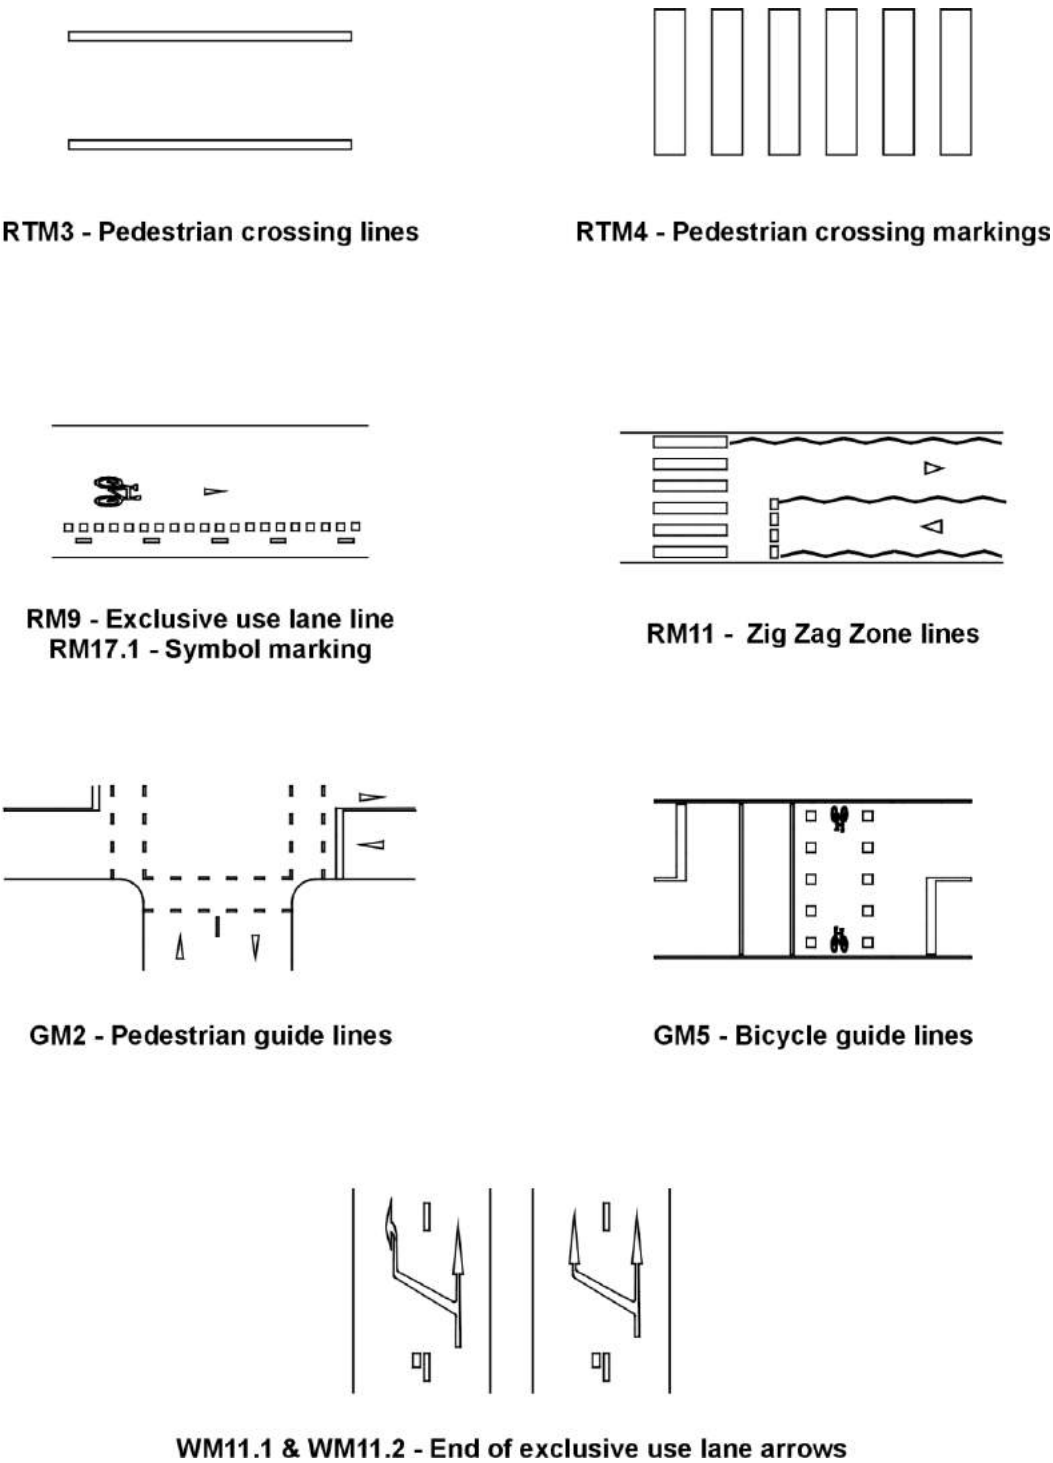 RTM3 - Pedestrian crossing lines
RTM4 - Pedestrian crossing markings
RM9 - Exclusive use lane line
RM17.1 - Symbol marking
RM11 - Zig Zag Zone lines
GM2 - Pedestrian guide lines
GM5 - Bicycle guide lines
WM11.1 & WM11.2 - End of exclusive use lane arrows